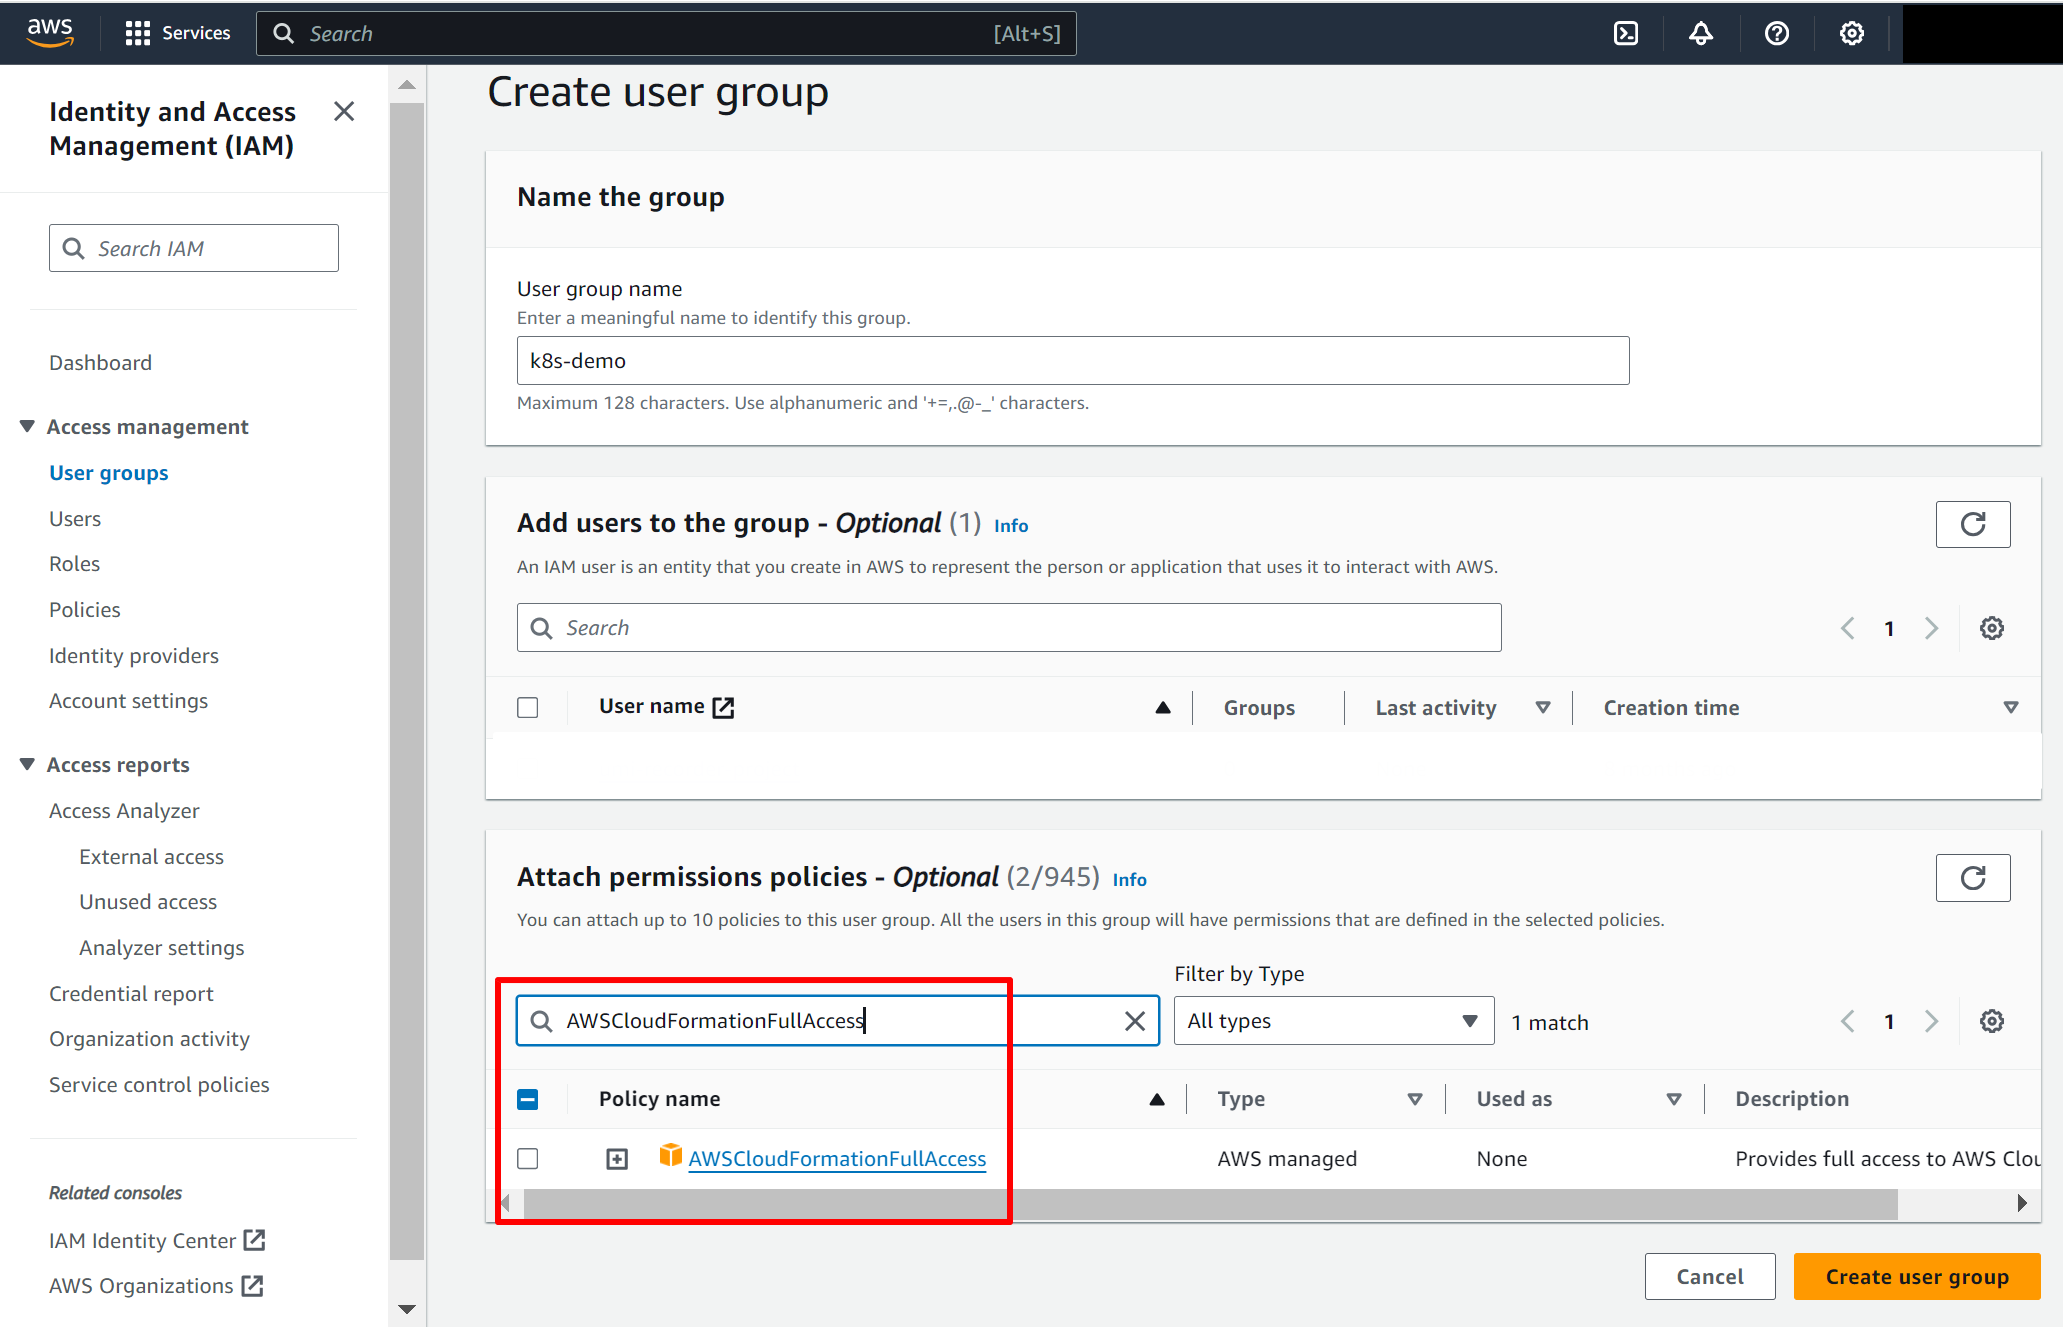 aws
Services
Search
[Alt+S]
Identity and Access
Management (IAM)
Search IAM
Dashboard
Access management
User groups
Users
Roles
Policies
Identity providers
Account settings
Access reports
Access Analyzer
External access
Unused access
Analyzer settings
Credential report
Organization activity
Service control policies
Related consoles
IAM Identity Center
AWS Organizations
Create user group
Name the group
User group name
Enter a meaningful name to identify this group.
k8s-demo
Maximum 128 characters. Use alphanumeric and '+=,.@-_' characters.
Add users to the group - Optional (1) Info
An IAM user is an entity that you create in AWS to represent the person or application that uses it to interact with AWS.
Search
1
User name Groups Last activity Creation time
Attach permissions policies - Optional (2/945) Info
You can attach up to 10 policies to this user group. All the users in this group will have permissions that are defined in the selected policies.
Filter by Type
AWSCloudFormationFullAccess All types 1 match 1
Policy name Type Used as Description
AWSCloudFormationFullAccess AWS managed None Provides full access to AWS Clou
Cancel Create user group